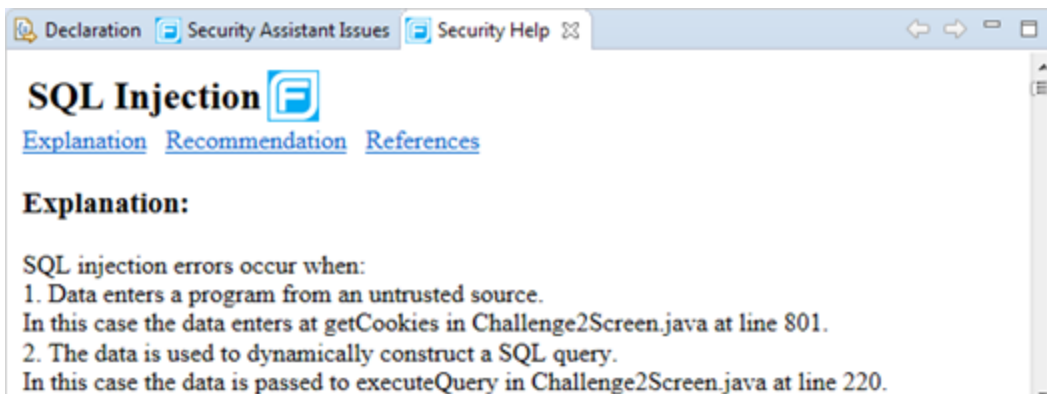 Declaration Security Assistant Issues Security Help
SQL Injection
Explanation Recommendation References
Explanation:
SQL injection errors occur when:
1. Data enters a program from an untrusted source.
In this case the data enters at getCookies in Challenge2Screen.java at line 801.
2. The data is used to dynamically construct a SQL query.
In this case the data is passed to executeQuery in Challenge2Screen.java at line 220.